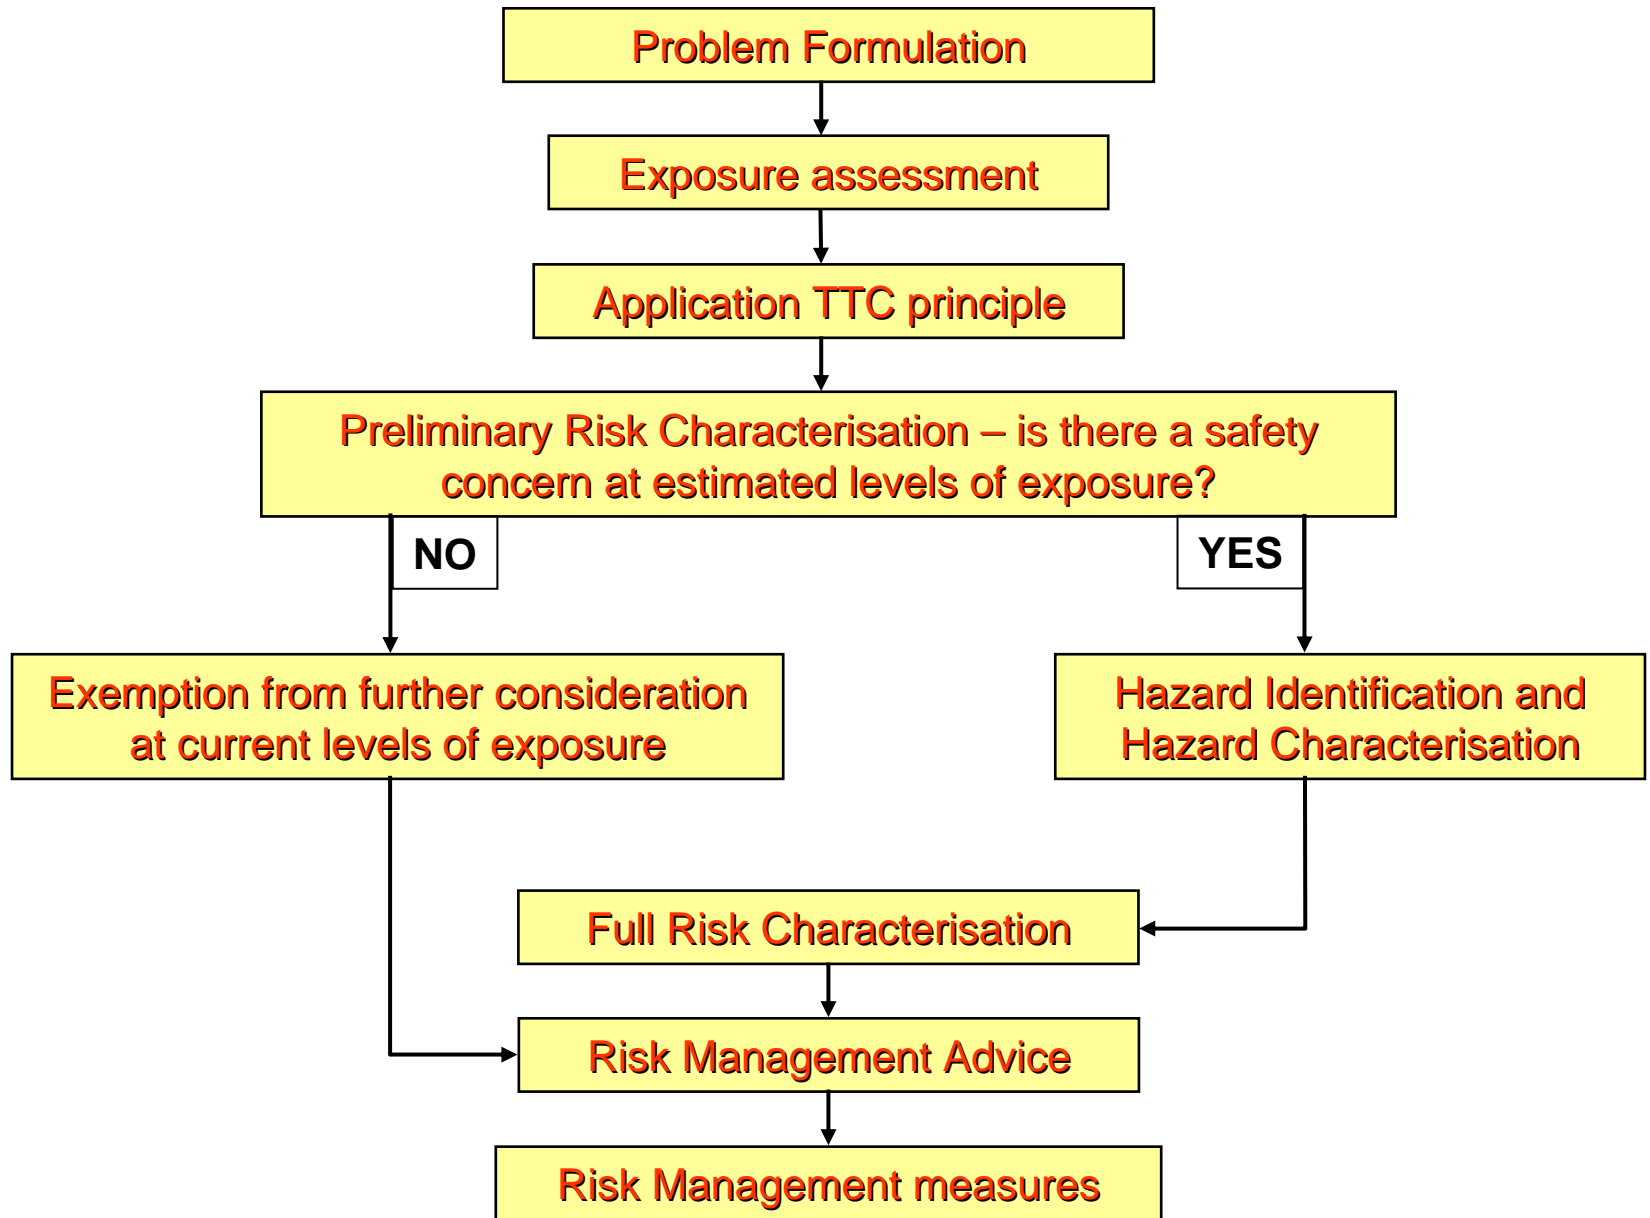 Problem Formulation
Exposure assessment
Application TTC principle
Preliminary Risk Characterisation – is there a safety
concern at estimated levels of exposure?
NO
YES
Exemption from further consideration
at current levels of exposure
Hazard Identification and
Hazard Characterisation
Full Risk Characterisation
Risk Management Advice
Risk Management measures